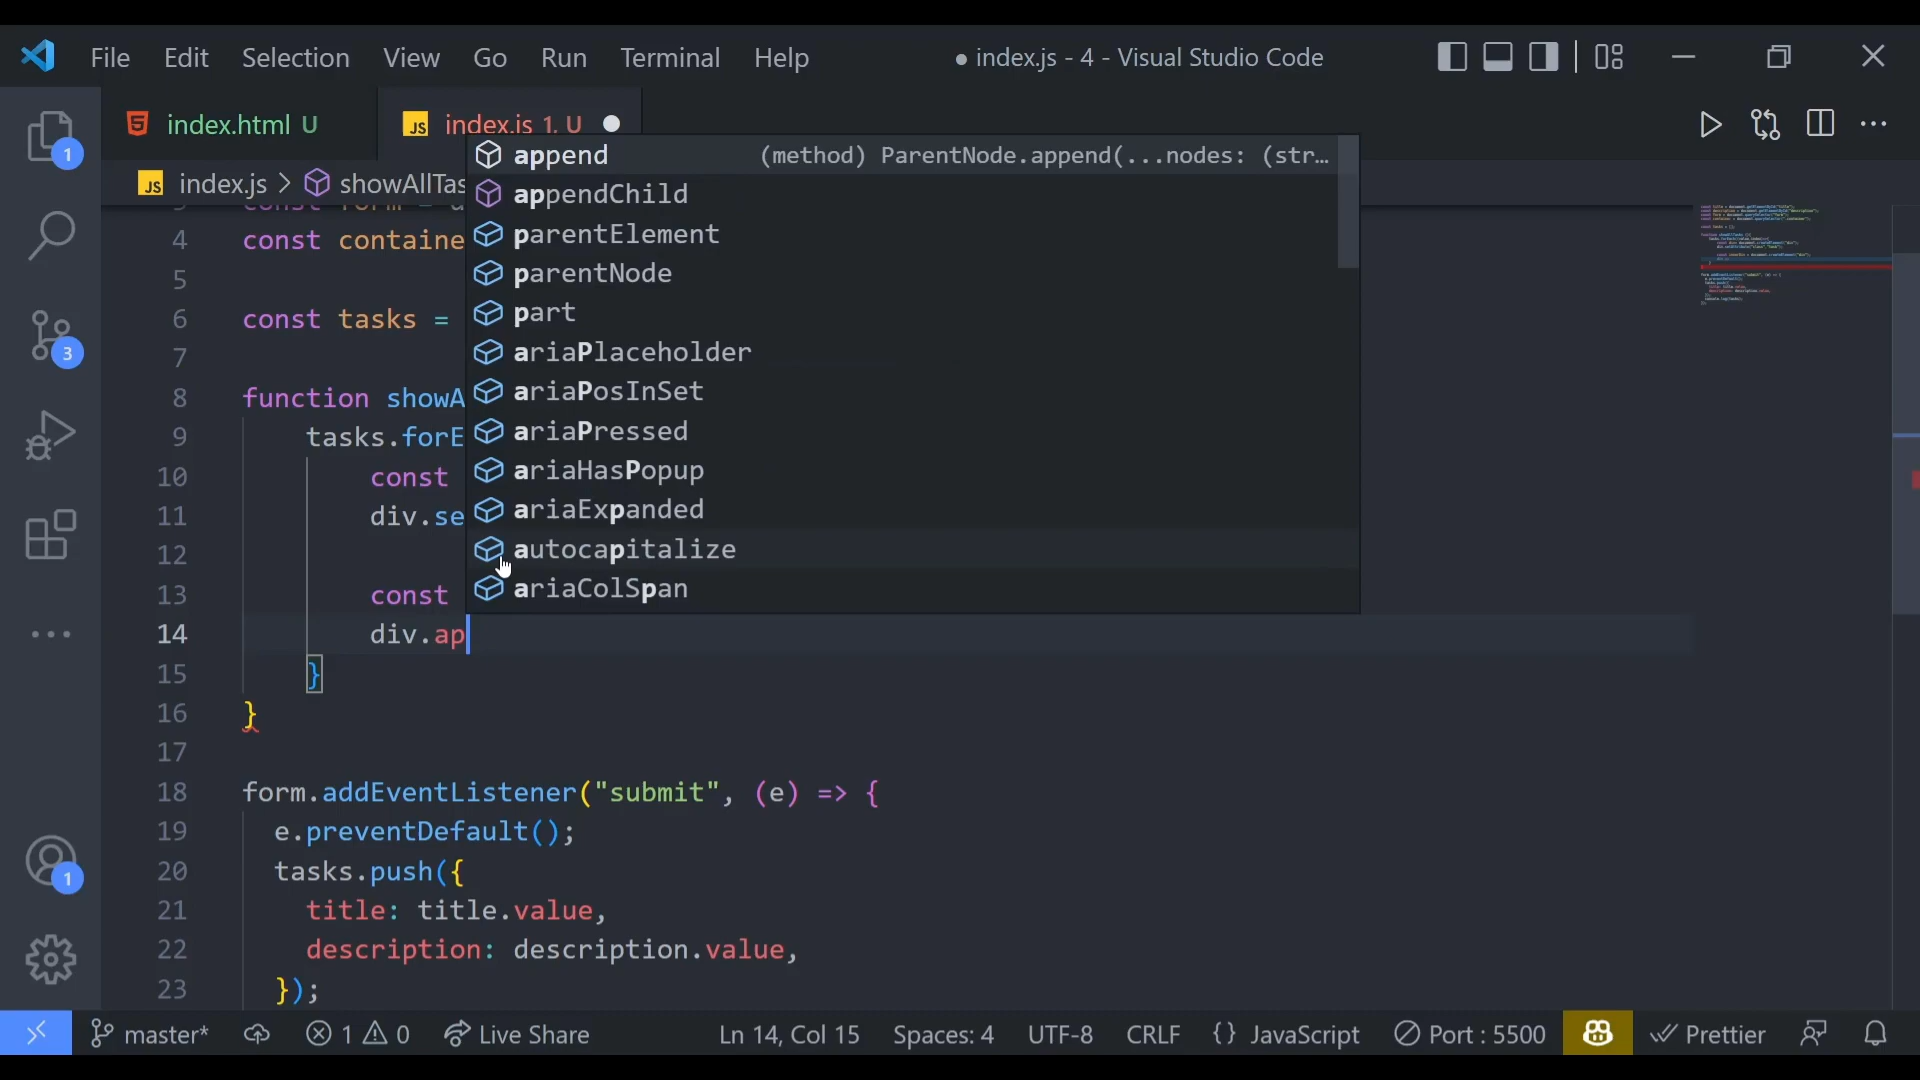 File Edit Selection View Go Run Terminal Help
● index.js - 4 - Visual Studio Code
index.html U
JS index.js 1, U
JS index.js > showAllTas
append (method) ParentNode.append(...nodes: (str...
appendChild
parentElement
parentNode
part
ariaPlaceholder
ariaPosInSet
ariaPressed
ariaHasPopup
ariaExpanded
autocapitalize
ariaColSpan
4 const containe
5
6 const tasks =
7
8 function showA
9 tasks.forE
10 const
11 div.se
12
13 const
14 div.ap
15 }
16 }
17
18 form.addEventListener("submit", (e) => {
19 e.preventDefault();
20 tasks.push({
21 title: title.value,
22 description: description.value,
23 });
1
3
1
master* 1 0 Live Share Ln 14, Col 15 Spaces: 4 UTF-8 CRLF {} JavaScript Port : 5500 Prettier